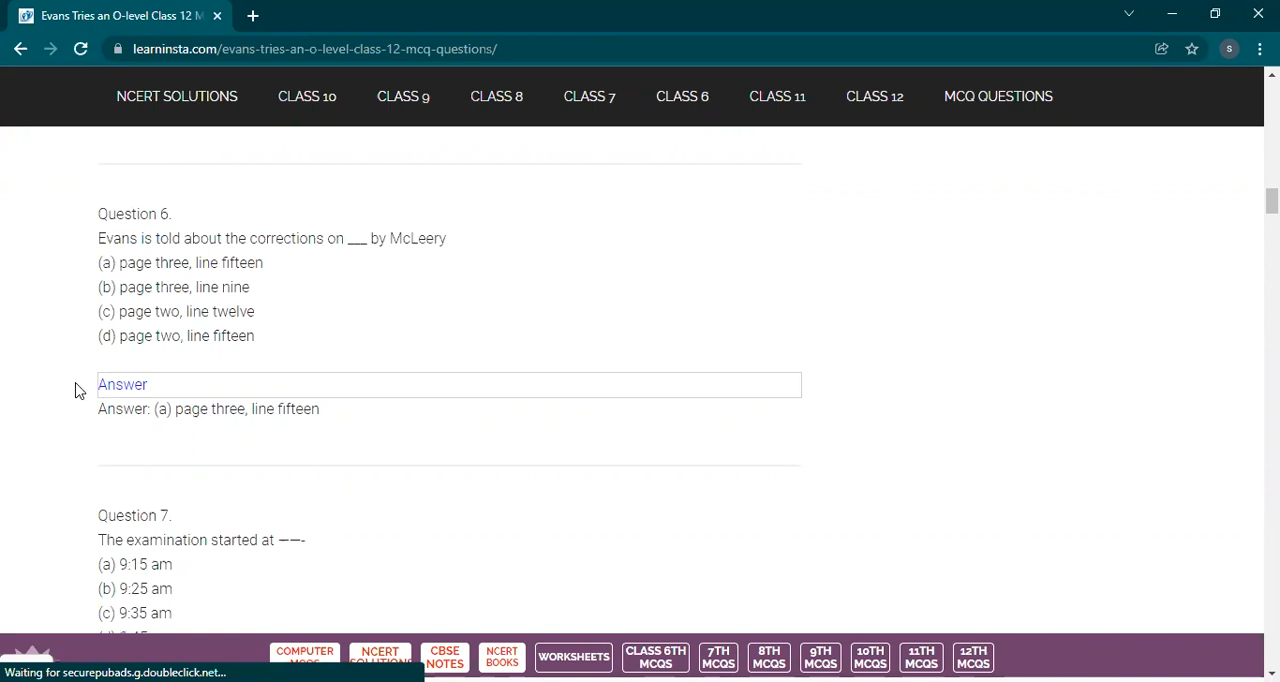 Evans Tries an O-level Class 12 M
learninsta.com/evans-tries-an-o-level-class-12-mcq-questions/
S
NCERT SOLUTIONS CLASS 10 CLASS 9 CLASS 8 CLASS 7 CLASS 6 CLASS 11 CLASS 12 MCQ QUESTIONS
Question 6.
Evans is told about the corrections on ___ by McLeery
(a) page three, line fifteen
(b) page three, line nine
(c) page two, line twelve
(d) page two, line fifteen
Answer
Answer: (a) page three, line fifteen
Question 7.
The examination started at —–-
(a) 9:15 am
(b) 9:25 am
(c) 9:35 am
COMPUTER MCQS
NCERT SOLUTIONS
CBSE NOTES
NCERT BOOKS
WORKSHEETS
CLASS 6TH MCQS
7TH MCQS
8TH MCQS
9TH MCQS
10TH MCQS
11TH MCQS
12TH MCQS
Waiting for securepubads.g.doubleclick.net...